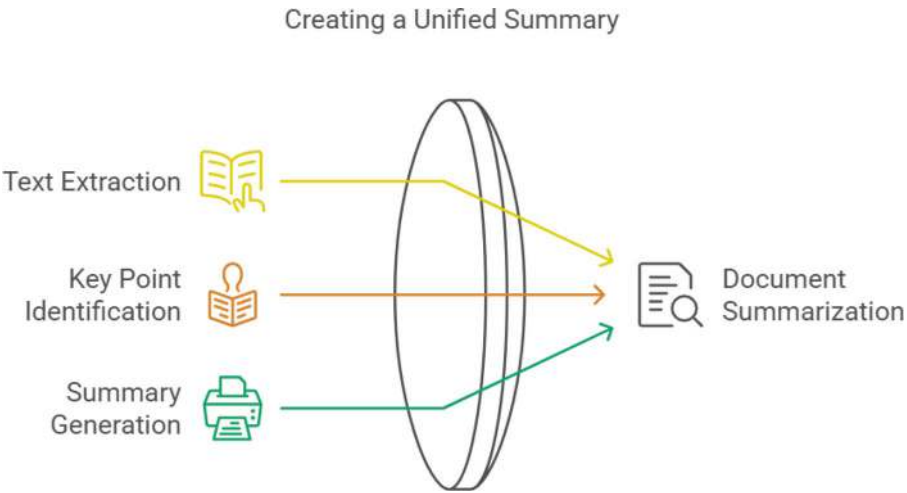 Creating a Unified Summary
Text Extraction
Key Point
Identification
Summary
Generation
Document
Summarization